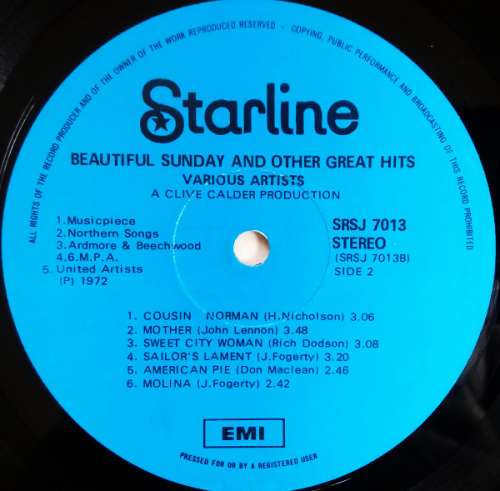 ALL RIGHTS OF THE RECORD PRODUCER AND OF THE OWNER OF THE WORK REPRODUCED RESERVED - COPYING, PUBLIC PERFORMANCE AND BROADCASTING OF THIS RECORD PROHIBITED
Starline
BEAUTIFUL SUNDAY AND OTHER GREAT HITS
VARIOUS ARTISTS
A CLIVE CALDER PRODUCTION
1.Musicpiece
2.Northern Songs
3.Ardmore & Beechwood
4.6.M.P.A.
5.United Artists
(P) 1972
SRSJ 7013
STEREO
(SRSJ 7013B)
SIDE 2
1. COUSIN NORMAN (H.Nicholson) 3.06
2. MOTHER (John Lennon) 3.48
3. SWEET CITY WOMAN (Rich Dodson) 3.08
4. SAILOR'S LAMENT (J.Fogerty) 3.20
5. AMERICAN PIE (Don Maclean) 2.46
6. MOLINA (J.Fogerty) 2.42
EMI
PRESSED FOR OR BY A REGISTERED USER